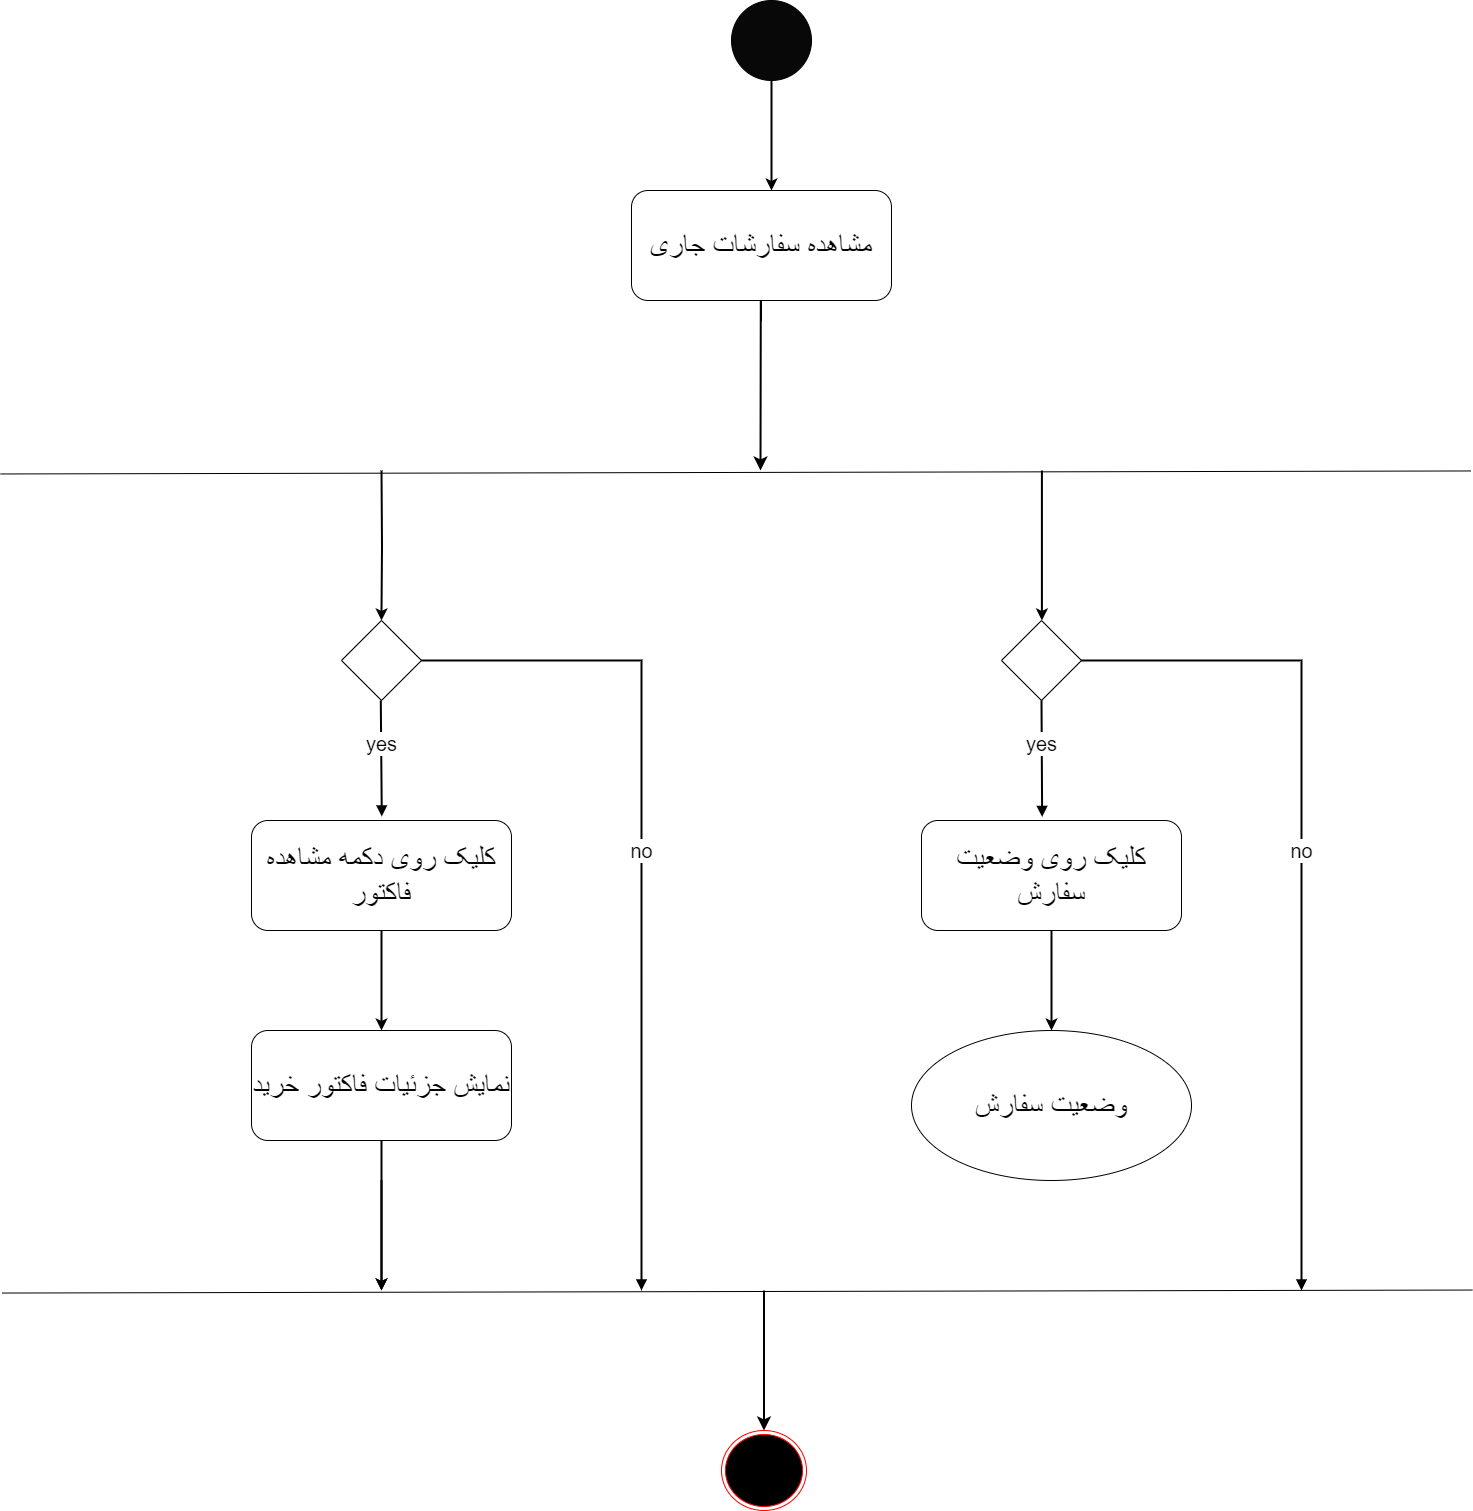 مشاهده سفارشات جاری
yes
yes
کلیک روی دکمه مشاهده
فاکتور
no
کلیک روی وضعیت
سفارش
no
نمایش جزئیات فاکتور خرید
وضعیت سفارش